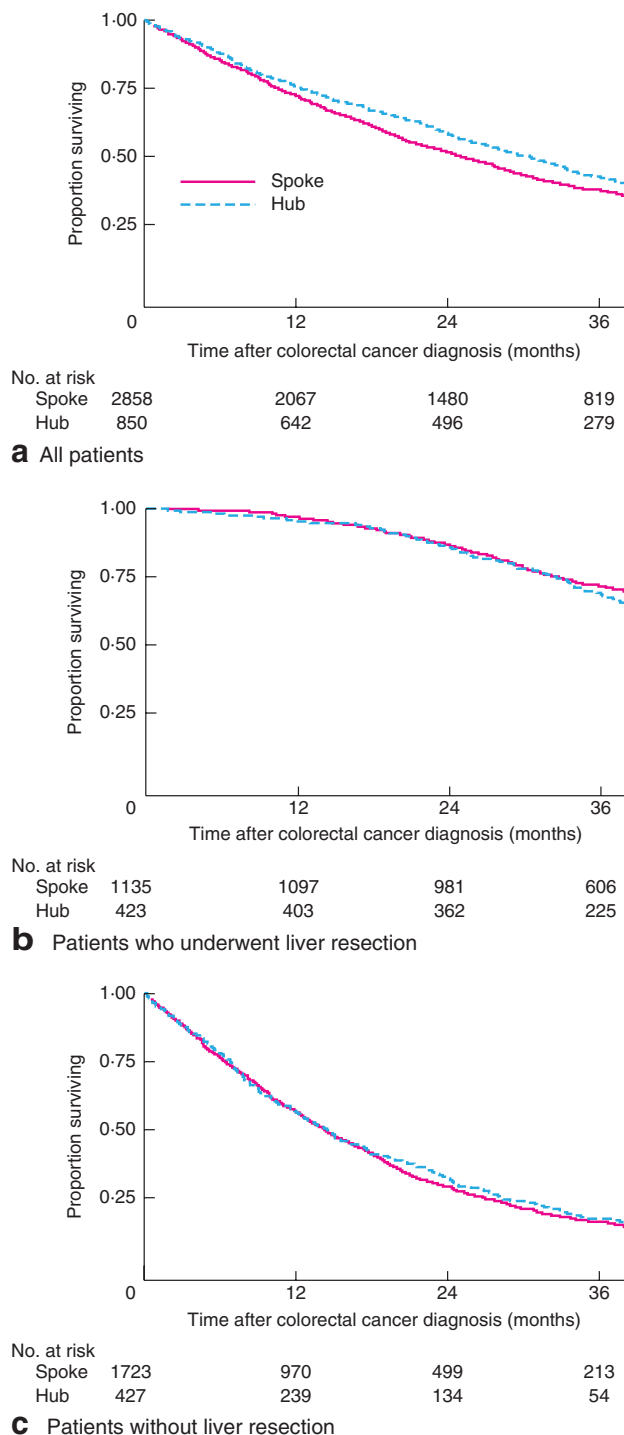 1·00
0·75
0·50
0·25
Proportion surviving
Spoke
Hub
0 12 24 36
Time after colorectal cancer diagnosis (months)
No. at risk
Spoke 2858 2067 1480 819
Hub 850 642 496 279
a All patients
1·00
0·75
0·50
0·25
Proportion surviving
0 12 24 36
Time after colorectal cancer diagnosis (months)
No. at risk
Spoke 1135 1097 981 606
Hub 423 403 362 225
b Patients who underwent liver resection
1·00
0·75
0·50
0·25
Proportion surviving
0 12 24 36
Time after colorectal cancer diagnosis (months)
No. at risk
Spoke 1723 970 499 213
Hub 427 239 134 54
c Patients without liver resection